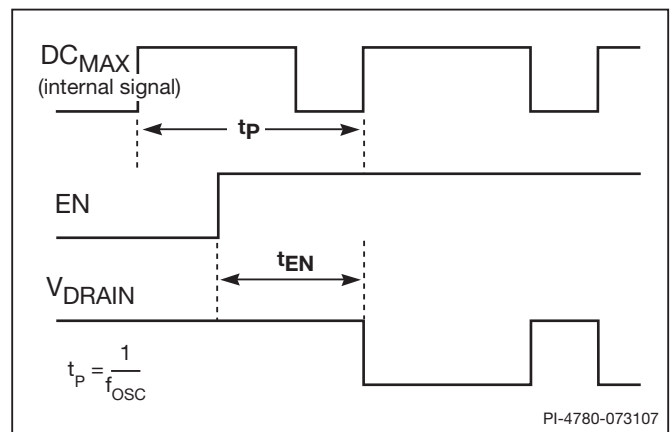 DCMAX
(internal signal)
tP
EN
tEN
VDRAIN
tP = 1/fOSC
PI-4780-073107